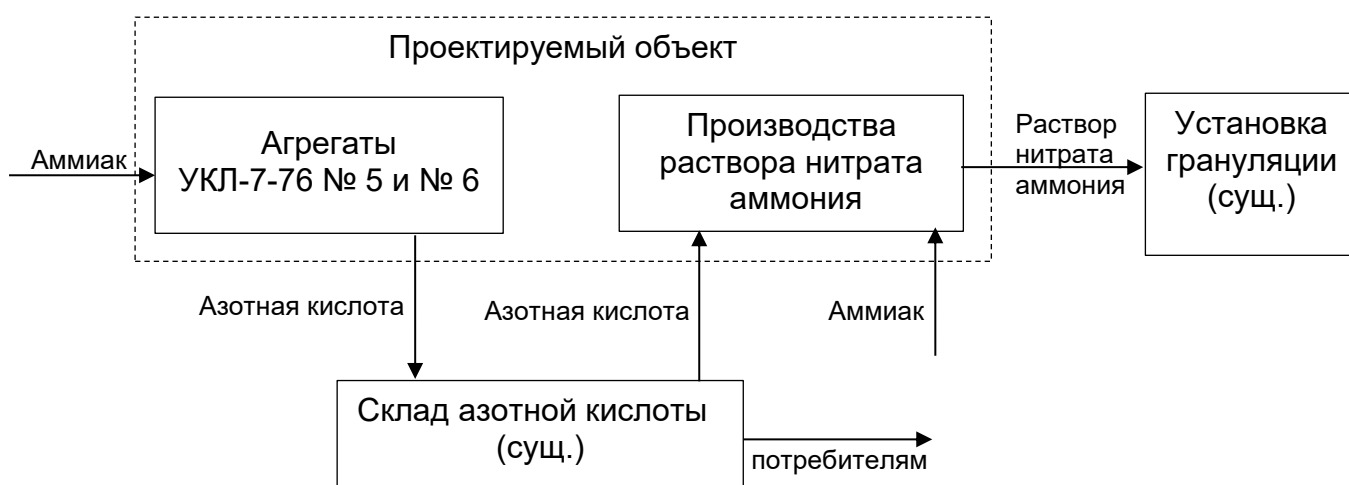 Проектируемый объект
Аммиак
Агрегаты
УКЛ-7-76 № 5 и № 6
Производства
раствора нитрата
аммония
Раствор
нитрата
аммония
Установка
грануляции
(сущ.)
Азотная кислота
Азотная кислота
Аммиак
Склад азотной кислоты
(сущ.)
потребителям